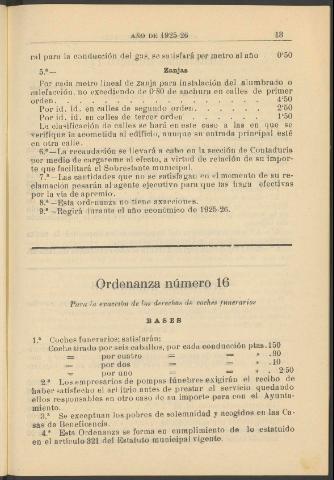 AÑO DE 1925-26 13
ral para la conducción del gas, se satisfará por metro al año 0'50
5.º— Zanjas
Por cada metro lineal de zanja para instalación del alumbrado o
calefacción, no excediendo de 0'80 de anchura en calles de primer
orden. . . . . . . . . . . . 4'50
Por id. id. en calles de segundo orden. . . . . . 2'50
Por id. id. en calles de tercer orden . . . . . . 1'50
La clasificación de calles se hará en este caso a las en que se
verifique la acometida al edificio, aunque su entrada principal esté
en otra calle.
6.º—La recaudación se llevará a cabo en la sección de Contaduría
por medio de cargareme al efecto, a virtud de relación de su impor-
te que facilitará el Sobrestante municipal.
7.º—Las cantidades que no se satisfagan en el momento de su re-
clamación pesarán al agente ejecutivo para que las haga efectivas
por la vía de apremio.
8.º—Esta ordenanza no tiene exacciones.
9.º—Regirá durante el año económico de 1925-26.
Ordenanza número 16
Para la exacción de los derechos de coches funerarios
BASES
1.ª Coches funerarios; satisfarán:
Coche tirado por seis caballos, por cada conducción ptas. 150
= por cuatro = = » . 80
= por dos = = » . 10
= por uno = = » . 2'50
2.ª Los empresarios de pompas fúnebres exigirán el recibo de
haber satisfecho el arbitrio antes de prestar el servicio quedando
ellos responsables en otro caso de su importe para con el Ayunta-
miento.
3.ª Se exceptuan los pobres de solemnidad y acogidos en las Ca-
sas de Beneficencia.
4.ª Esta Ordenanza se forma en cumplimiento de lo estatuido
en el artículo 321 del Estatuto municipal vigente.